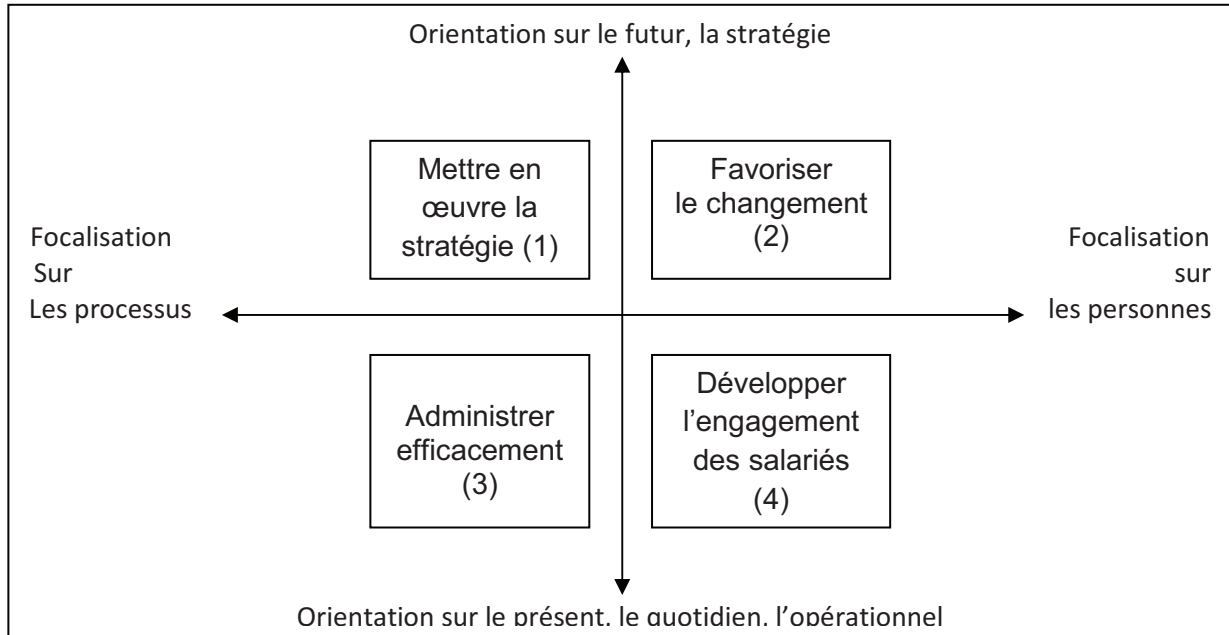 Orientation sur le futur, la stratégie
Mettre en
œuvre la
stratégie (1)
Favoriser
le changement
(2)
Focalisation
Sur
Les processus
Focalisation
sur
les personnes
Administrer
efficacement
(3)
Développer
l’engagement
des salariés
(4)
Orientation sur le présent, le quotidien, l’opérationnel